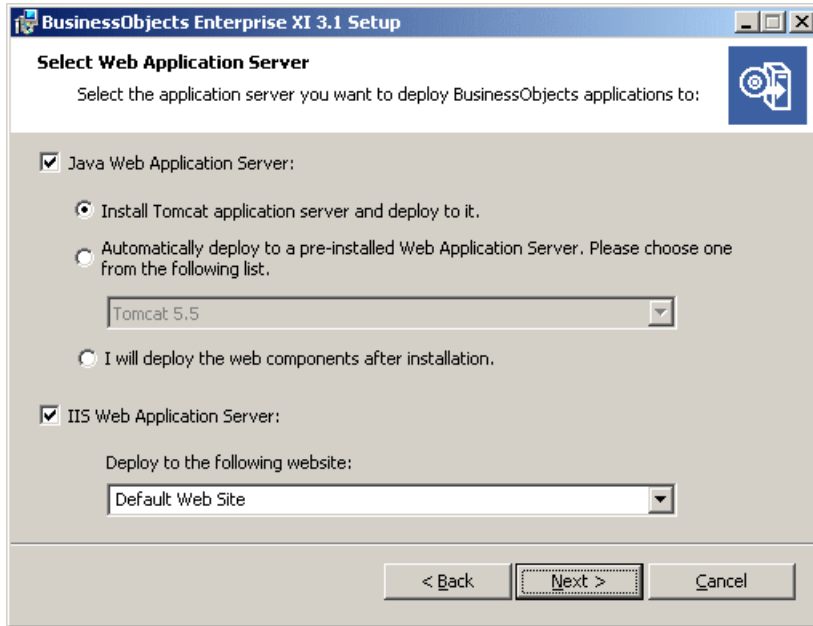 BusinessObjects Enterprise XI 3.1 Setup
Select Web Application Server
Select the application server you want to deploy BusinessObjects applications to:
Java Web Application Server:
Install Tomcat application server and deploy to it.
Automatically deploy to a pre-installed Web Application Server. Please choose one
from the following list.
Tomcat 5.5
I will deploy the web components after installation.
IIS Web Application Server:
Deploy to the following website:
Default Web Site
< Back Next > Cancel